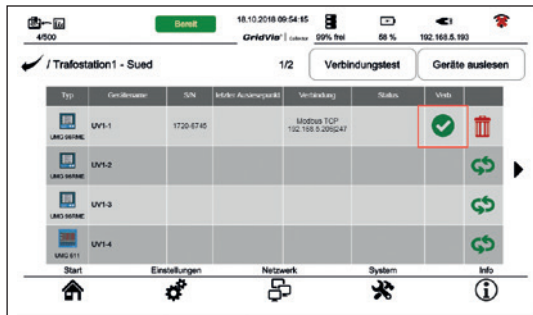 Bereit
18.10.2018 09:54:15
4/500
GridVis®
99% frei
58 %
192.168.5.193
/ Trafostation1 - Sued
1/2
Verbindungstest
Geräte auslesen
Typ
Gerätename
S/N
letzter Auslesepunkt
Verbindung
Status
Verb.
UMG 96RME
UV1-1
1720-6745
Modbus TCP
192.168.5.206|247
UMG 96RME
UV1-2
UMG 96RME
UV1-3
UMG 611
UV1-4
Start
Einstellungen
Netzwerk
System
Info